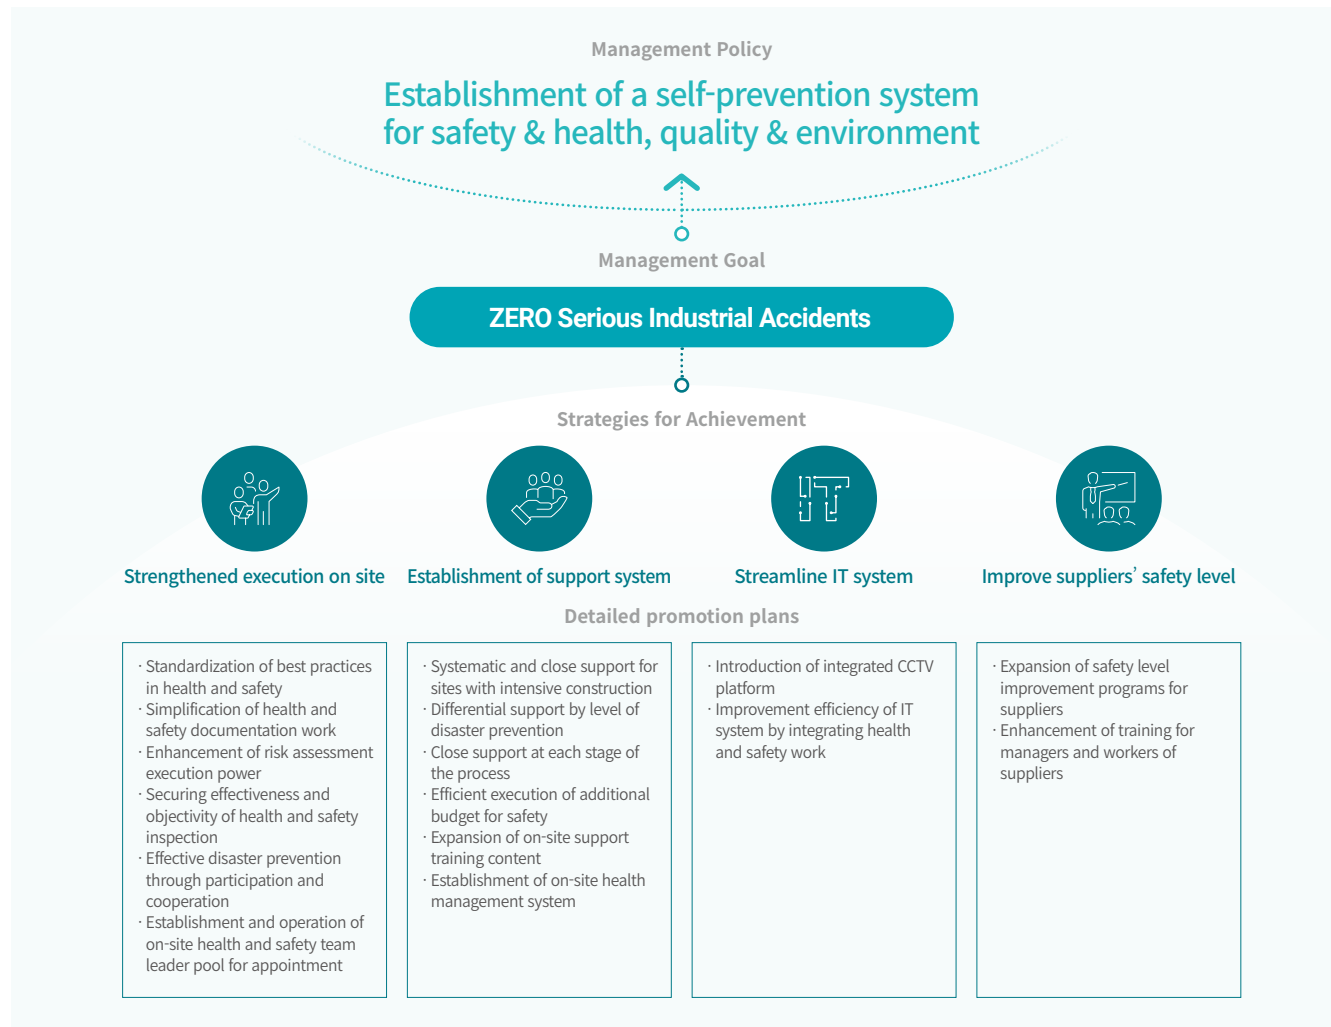 Management Policy
Establishment of a self-prevention system
for safety & health, quality & environment
Management Goal
ZERO Serious Industrial Accidents
Strategies for Achievement
IT
Strengthened execution on site
Establishment of support system
Streamline IT system
Improve suppliers’ safety level
Detailed promotion plans
· Standardization of best practices
in health and safety
· Simplification of health and
safety documentation work
· Enhancement of risk assessment
execution power
· Securing effectiveness and
objectivity of health and safety
inspection
· Effective disaster prevention
through participation and
cooperation
· Establishment and operation of
on-site health and safety team
leader pool for appointment
· Systematic and close support for
sites with intensive construction
· Differential support by level of
disaster prevention
· Close support at each stage of
the process
· Efficient execution of additional
budget for safety
· Expansion of on-site support
training content
· Establishment of on-site health
management system
· Introduction of integrated CCTV
platform
· Improvement efficiency of IT
system by integrating health
and safety work
· Expansion of safety level
improvement programs for
suppliers
· Enhancement of training for
managers and workers of
suppliers